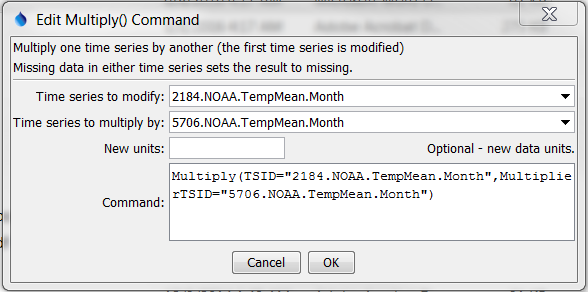 Edit Multiply() Command
Multiply one time series by another (the first time series is modified)
Missing data in either time series sets the result to missing.
Time series to modify: 2184.NOAA.TempMean.Month
Time series to multiply by: 5706.NOAA.TempMean.Month
New units: Optional - new data units.
Command: Multiply(TSID="2184.NOAA.TempMean.Month",Multiplie
rTSID="5706.NOAA.TempMean.Month")
Cancel OK